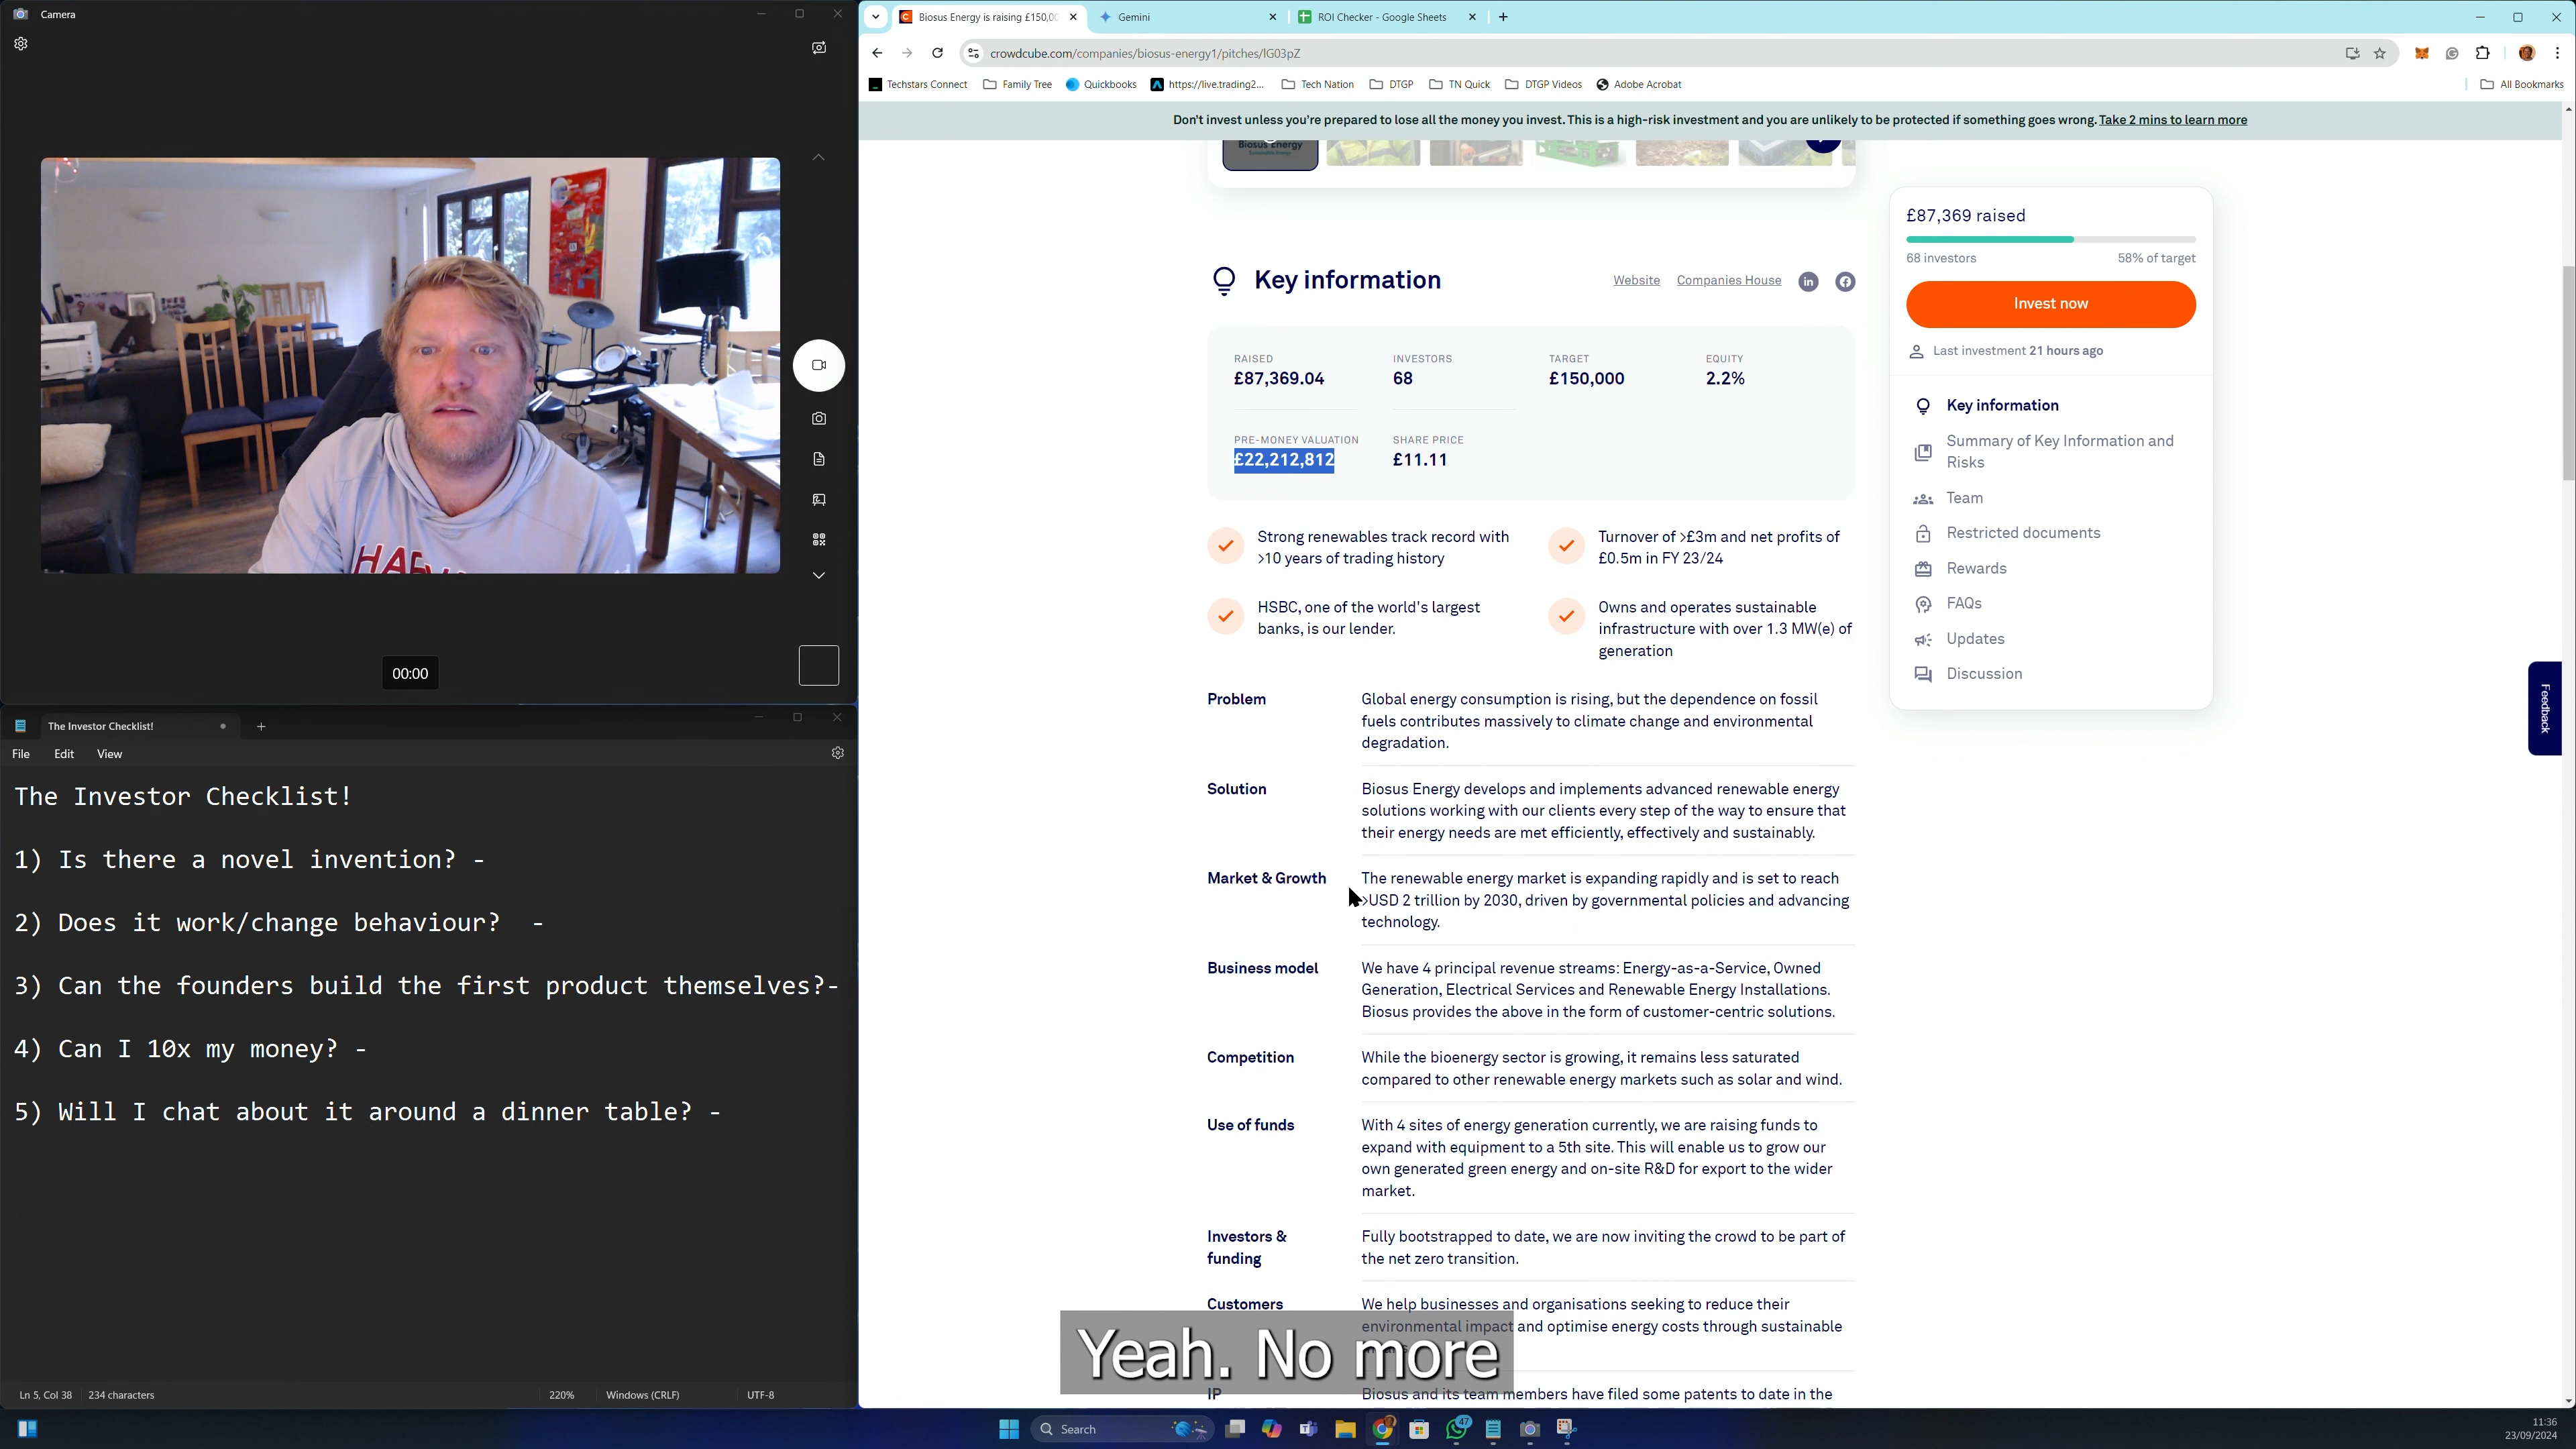 Camera
00:00
The Investor Checklist!
File Edit View
The Investor Checklist!
1) Is there a novel invention? -
2) Does it work/change behaviour? -
3) Can the founders build the first product themselves?-
4) Can I 10x my money? -
5) Will I chat about it around a dinner table? -
Ln 5, Col 38 234 characters 220% Windows (CRLF) UTF-8
Biosus Energy is raising £150,00 Gemini ROI Checker - Google Sheets
crowdcube.com/companies/biosus-energy1/pitches/lG03pZ
Techstars Connect Family Tree Quickbooks https://live.trading2... Tech Nation DTGP TN Quick DTGP Videos Adobe Acrobat All Bookmarks
Don't invest unless you're prepared to lose all the money you invest. This is a high-risk investment and you are unlikely to be protected if something goes wrong. Take 2 mins to learn more
Biosus Energy
Key information Website Companies House
RAISED INVESTORS TARGET EQUITY
£87,369.04 68 £150,000 2.2%
PRE-MONEY VALUATION SHARE PRICE
£22,212,812 £11.11
Strong renewables track record with
>10 years of trading history
Turnover of >£3m and net profits of
£0.5m in FY 23/24
HSBC, one of the world's largest
banks, is our lender.
Owns and operates sustainable
infrastructure with over 1.3 MW(e) of
generation
Problem
Global energy consumption is rising, but the dependence on fossil
fuels contributes massively to climate change and environmental
degradation.
Solution
Biosus Energy develops and implements advanced renewable energy
solutions working with our clients every step of the way to ensure that
their energy needs are met efficiently, effectively and sustainably.
Market & Growth
The renewable energy market is expanding rapidly and is set to reach
>USD 2 trillion by 2030, driven by governmental policies and advancing
technology.
Business model
We have 4 principal revenue streams: Energy-as-a-Service, Owned
Generation, Electrical Services and Renewable Energy Installations.
Biosus provides the above in the form of customer-centric solutions.
Competition
While the bioenergy sector is growing, it remains less saturated
compared to other renewable energy markets such as solar and wind.
Use of funds
With 4 sites of energy generation currently, we are raising funds to
expand with equipment to a 5th site. This will enable us to grow our
own generated green energy and on-site R&D for export to the wider
market.
Investors &
funding
Fully bootstrapped to date, we are now inviting the crowd to be part of
the net zero transition.
Customers
We help businesses and organisations seeking to reduce their
environmental impact and optimise energy costs through sustainable
IP
Biosus and its team members have filed some patents to date in the
Yeah. No more
£87,369 raised
68 investors 58% of target
Invest now
Last investment 21 hours ago
Key information
Summary of Key Information and
Risks
Team
Restricted documents
Rewards
FAQs
Updates
Discussion
Feedback
Search
47
11:36
23/09/2024